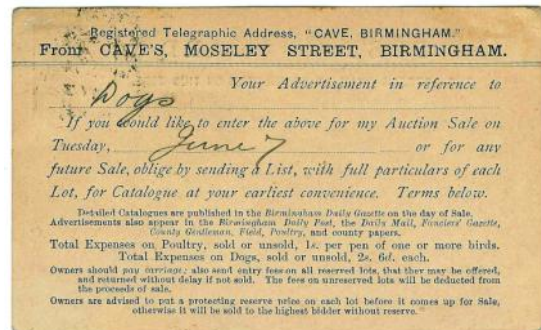 Registered Telegraphic Address, "CAVE, BIRMINGHAM."
From CAVE'S, MOSELEY STREET, BIRMINGHAM.
Your Advertisement in reference to
Dogs
If you would like to enter the above for my Auction Sale on
Tuesday, June 7 or for any
future Sale, oblige by sending a List, with full particulars of each
Lot, for Catalogue at your earliest convenience. Terms below.
Detailed Catalogues are published in the Birmingham Daily Gazette on the day of Sale.
Advertisements also appear in the Birmingham Daily Post, the Daily Mail, Fanciers' Gazette,
County Gentleman, Field, Poultry, and county papers.
Total Expenses on Poultry, sold or unsold, 1s. per pen of one or more birds.
Total Expenses on Dogs, sold or unsold, 2s. 6d. each.
Owners should pay carriage; also send entry fees on all reserved lots, that they may be offered,
and returned without delay if not sold. The fees on unreserved lots will be deducted from
the proceeds of sale.
Owners are advised to put a protecting reserve price on each lot before it comes up for Sale,
otherwise it will be sold to the highest bidder without reserve.